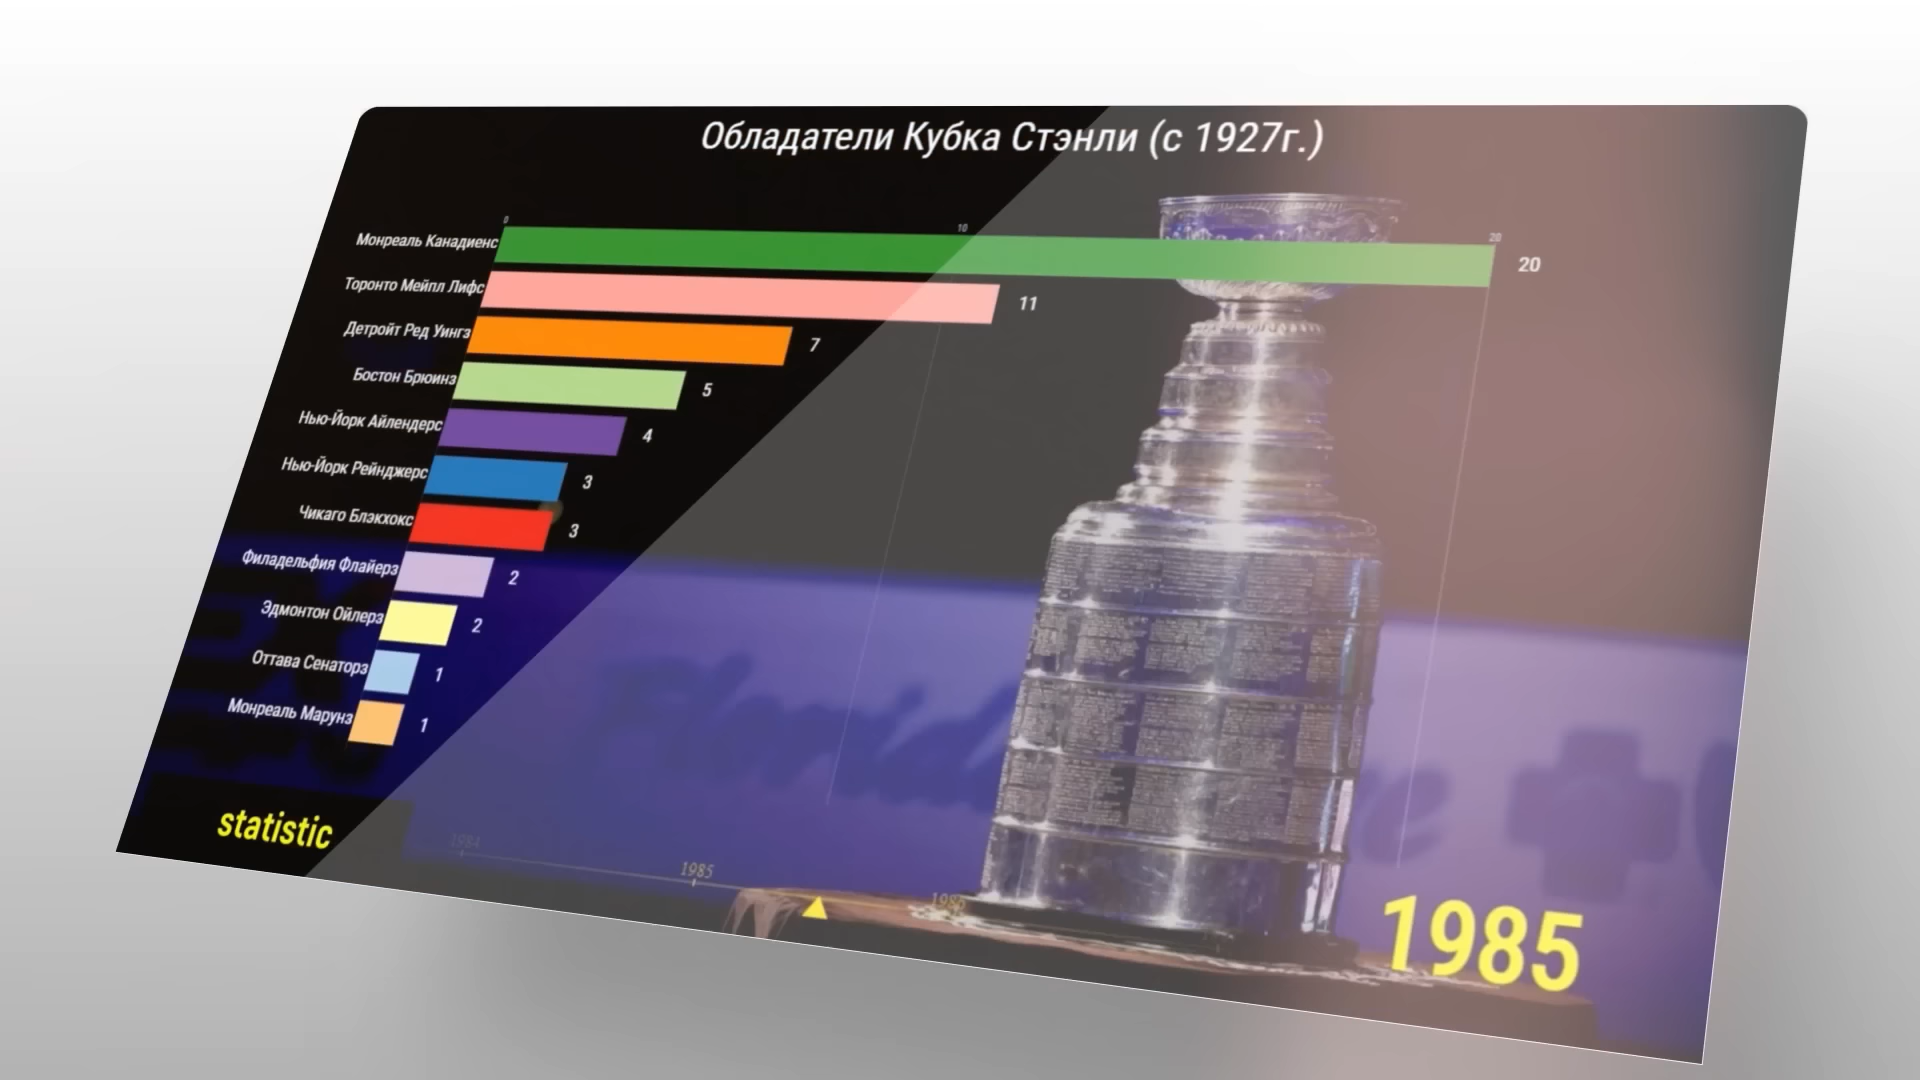 Обладатели Кубка Стэнли (с 1927г.)
0 10 20
Монреаль Канадиенс 20
Торонто Мейпл Лифс 11
Детройт Ред Уингз 7
Бостон Брюинз 5
Нью-Йорк Айлендерс 4
Нью-Йорк Рейнджерс 3
Чикаго Блэкхокс 3
Филадельфия Флайерз 2
Эдмонтон Ойлерз 2
Оттава Сенаторз 1
Монреаль Марунз 1
statistic
1984 1985 1986
1985